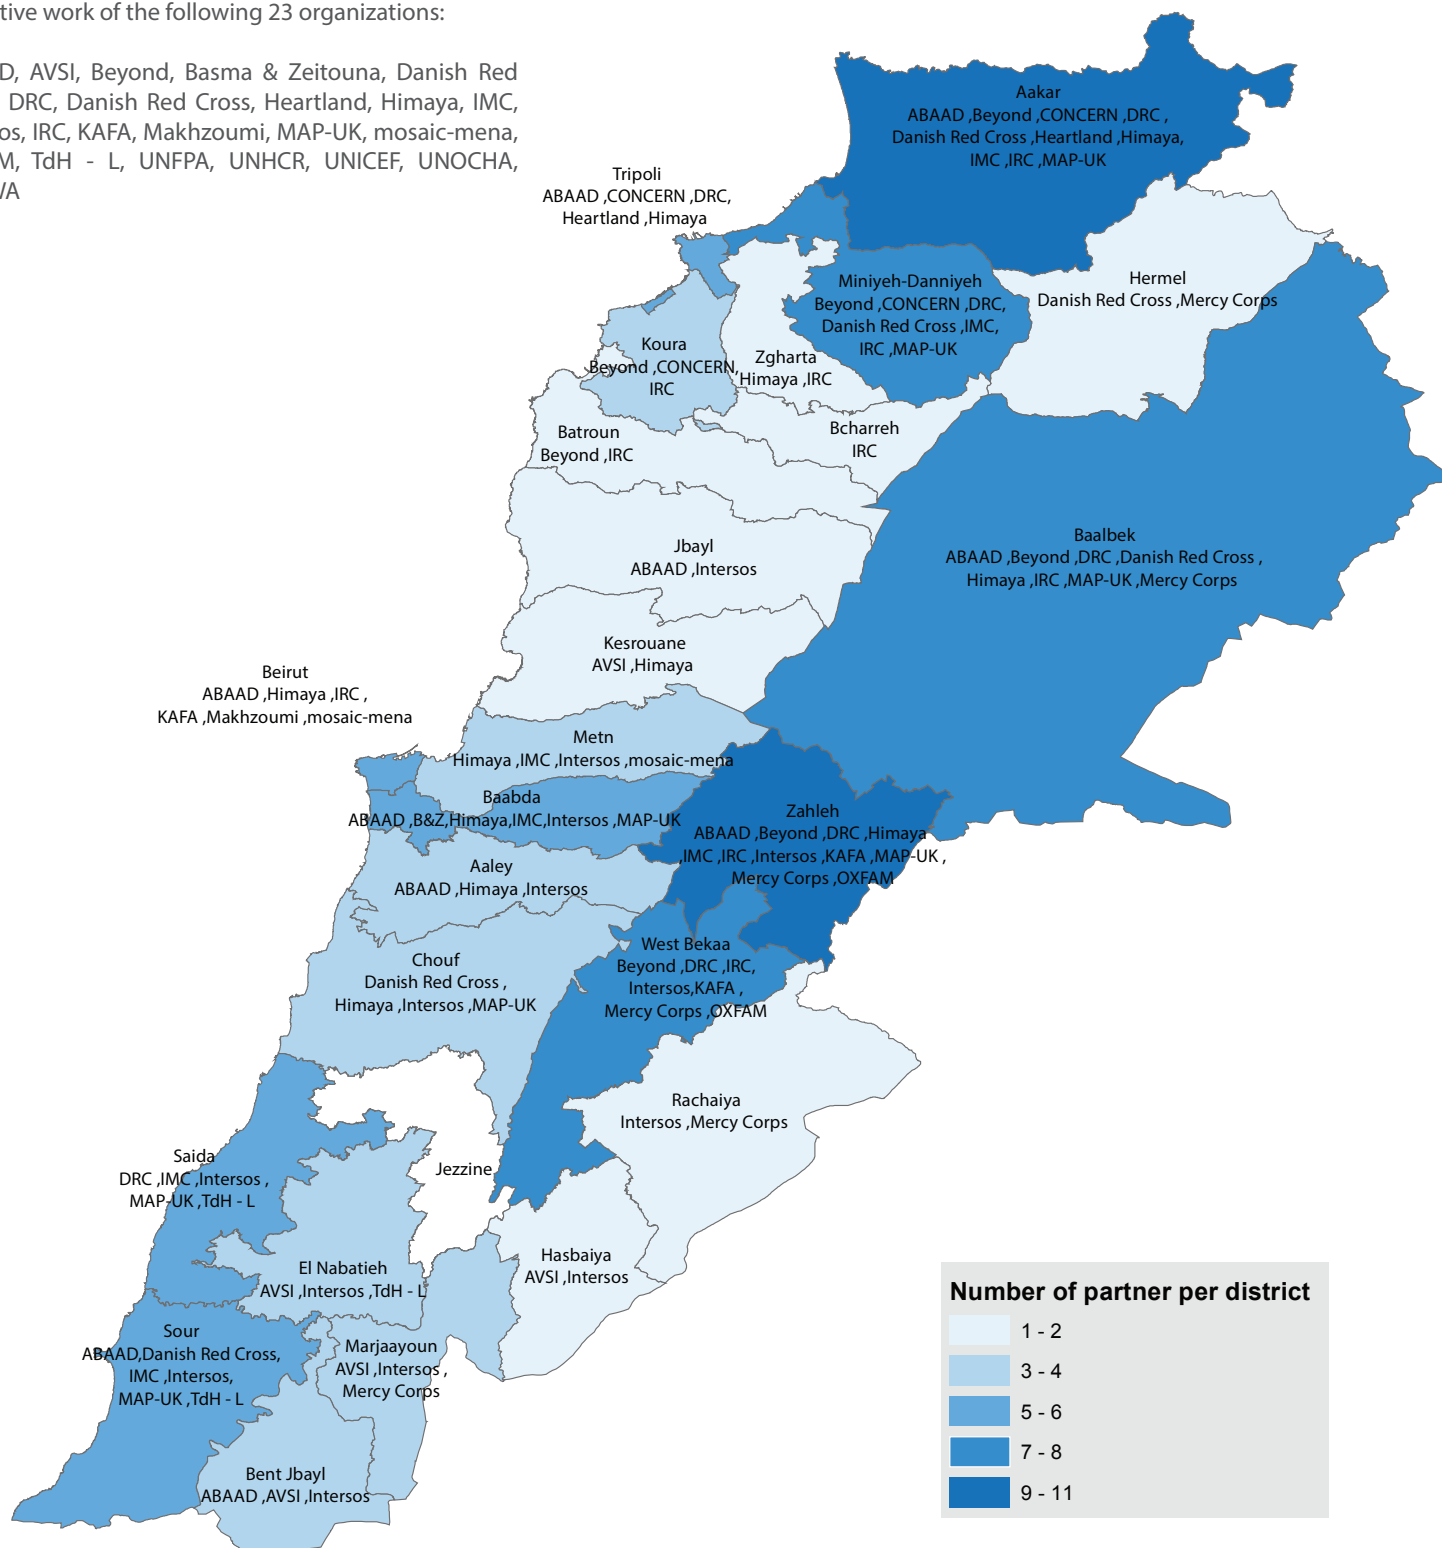 tive work of the following 23 organizations:
D, AVSI, Beyond, Basma & Zeitouna, Danish Red
DRC, Danish Red Cross, Heartland, Himaya, IMC,
os, IRC, KAFA, Makhzoumi, MAP-UK, mosaic-mena,
M, TdH - L, UNFPA, UNHCR, UNICEF, UNOCHA,
WA
Aakar
ABAAD ,Beyond ,CONCERN ,DRC ,
Danish Red Cross ,Heartland ,Himaya,
IMC ,IRC ,MAP-UK
Tripoli
ABAAD ,CONCERN ,DRC,
Heartland ,Himaya
Hermel
Danish Red Cross ,Mercy Corps
Miniyeh-Danniyeh
Beyond ,CONCERN ,DRC,
Danish Red Cross ,IMC,
IRC ,MAP-UK
Koura
Beyond ,CONCERN,
IRC
Zgharta
Himaya ,IRC
Batroun
Beyond ,IRC
Bcharreh
IRC
Jbayl
ABAAD ,Intersos
Baalbek
ABAAD ,Beyond ,DRC ,Danish Red Cross ,
Himaya ,IRC ,MAP-UK ,Mercy Corps
Kesrouane
AVSI ,Himaya
Beirut
ABAAD ,Himaya ,IRC ,
KAFA ,Makhzoumi ,mosaic-mena
Metn
Himaya ,IMC ,Intersos ,mosaic-mena
Baabda
ABAAD ,B&Z,Himaya,IMC,Intersos ,MAP-UK
Zahleh
ABAAD ,Beyond ,DRC ,Himaya
,IMC ,IRC ,Intersos ,KAFA ,MAP-UK ,
Mercy Corps ,OXFAM
Aaley
ABAAD ,Himaya ,Intersos
Chouf
Danish Red Cross ,
Himaya ,Intersos ,MAP-UK
West Bekaa
Beyond ,DRC ,IRC,
Intersos,KAFA ,
Mercy Corps ,OXFAM
Rachaiya
Intersos ,Mercy Corps
Saida
DRC ,IMC ,Intersos ,
MAP-UK ,TdH - L
Jezzine
Hasbaiya
AVSI ,Intersos
El Nabatieh
AVSI ,Intersos ,TdH - L
Sour
ABAAD,Danish Red Cross,
IMC ,Intersos,
MAP-UK ,TdH - L
Marjaayoun
AVSI ,Intersos ,
Mercy Corps
Bent Jbayl
ABAAD ,AVSI ,Intersos
Number of partner per district
1 - 2
3 - 4
5 - 6
7 - 8
9 - 11